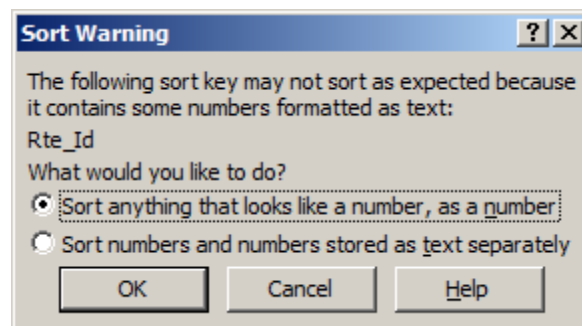 Sort Warning
The following sort key may not sort as expected because
it contains some numbers formatted as text:
Rte_Id
What would you like to do?
Sort anything that looks like a number, as a number
Sort numbers and numbers stored as text separately
OK Cancel Help